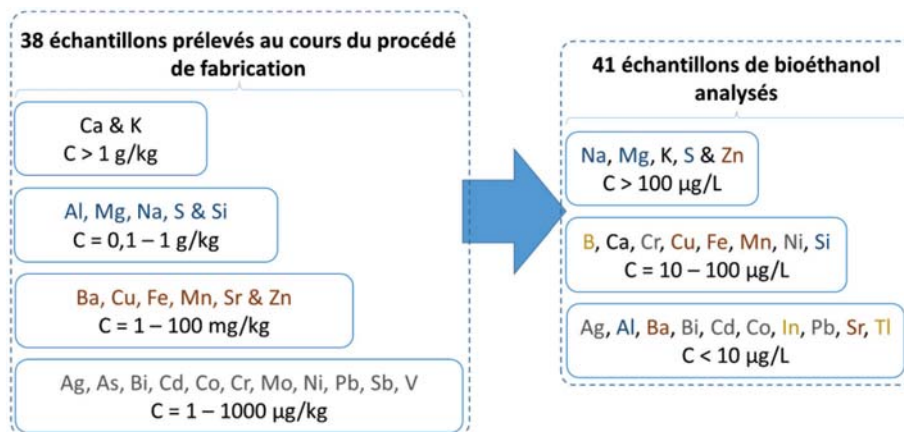 38 échantillons prélevés au cours du procédé
de fabrication
Ca & K
C > 1 g/kg
Al, Mg, Na, S & Si
C = 0,1 – 1 g/kg
Ba, Cu, Fe, Mn, Sr & Zn
C = 1 – 100 mg/kg
Ag, As, Bi, Cd, Co, Cr, Mo, Ni, Pb, Sb, V
C = 1 – 1000 µg/kg
41 échantillons de bioéthanol
analysés
Na, Mg, K, S & Zn
C > 100 µg/L
B, Ca, Cr, Cu, Fe, Mn, Ni, Si
C = 10 – 100 µg/L
Ag, Al, Ba, Bi, Cd, Co, In, Pb, Sr, Tl
C < 10 µg/L